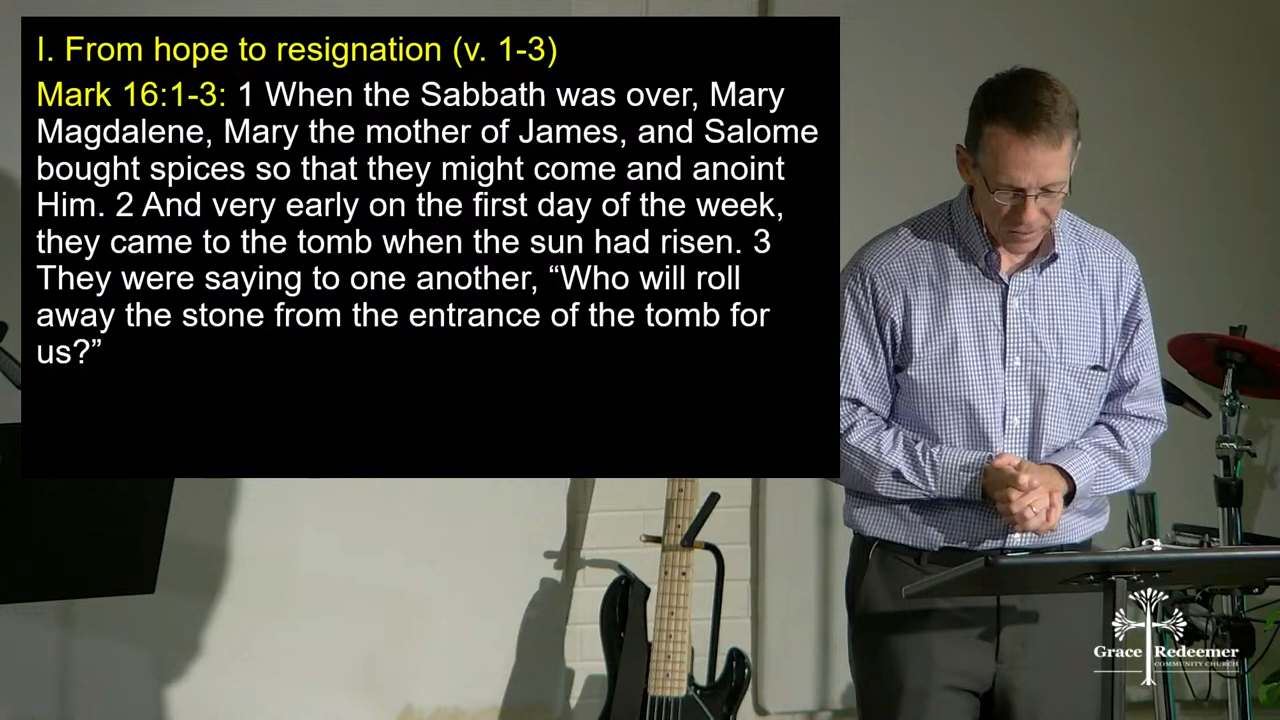 I. From hope to resignation (v. 1-3)
Mark 16:1-3: 1 When the Sabbath was over, Mary
Magdalene, Mary the mother of James, and Salome
bought spices so that they might come and anoint
Him. 2 And very early on the first day of the week,
they came to the tomb when the sun had risen. 3
They were saying to one another, “Who will roll
away the stone from the entrance of the tomb for
us?”
Grace Redeemer
COMMUNITY CHURCH